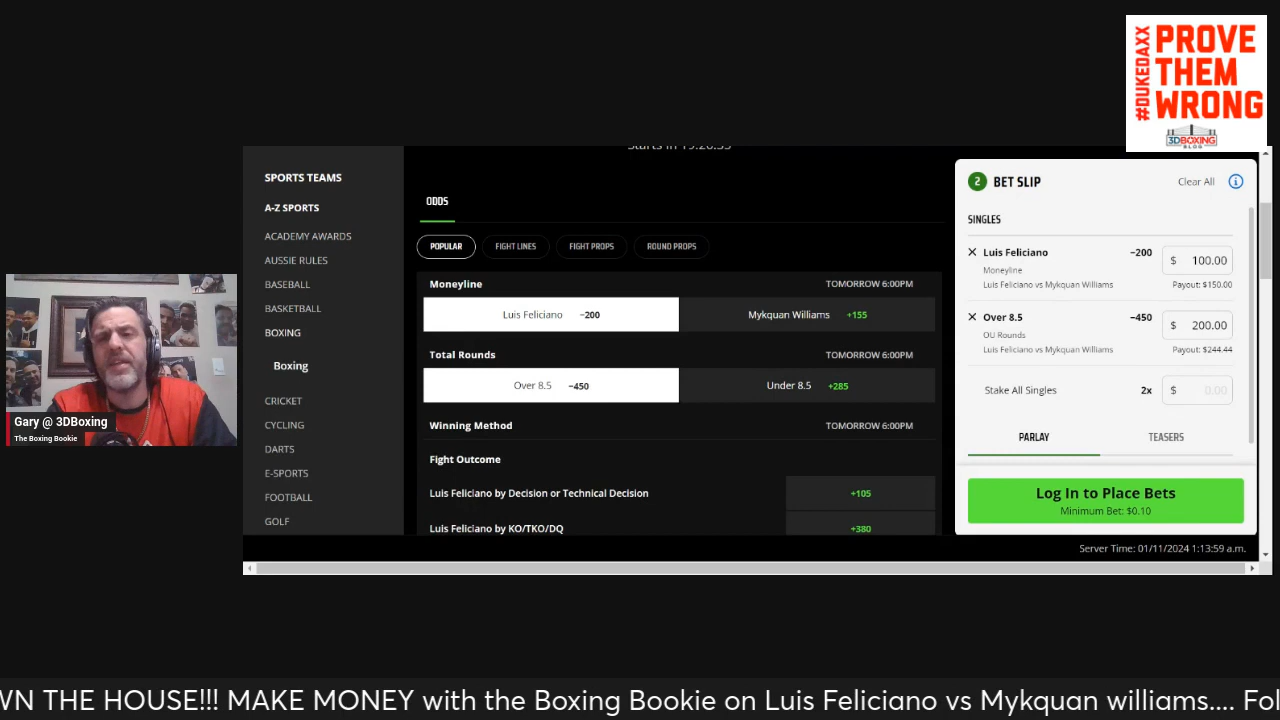 #DUKEDAXX
PROVE
THEM
WRONG
3DBOXING
BLOG
Starts in 19:26:35
SPORTS TEAMS
A-Z SPORTS
ACADEMY AWARDS
AUSSIE RULES
BASEBALL
BASKETBALL
BOXING
Boxing
CRICKET
CYCLING
DARTS
E-SPORTS
FOOTBALL
GOLF
ODDS
POPULAR FIGHT LINES FIGHT PROPS ROUND PROPS
Moneyline TOMORROW 6:00PM
Luis Feliciano −200 Mykquan Williams +155
Total Rounds TOMORROW 6:00PM
Over 8.5 −450 Under 8.5 +285
Winning Method TOMORROW 6:00PM
Fight Outcome
Luis Feliciano by Decision or Technical Decision +105
Luis Feliciano by KO/TKO/DQ +380
2 BET SLIP Clear All i
SINGLES
× Luis Feliciano −200 $ 100.00
Moneyline
Luis Feliciano vs Mykquan Williams Payout: $150.00
× Over 8.5 −450 $ 200.00
OU Rounds
Luis Feliciano vs Mykquan Williams Payout: $244.44
Stake All Singles 2x $ 0.00
PARLAY TEASERS
Log In to Place Bets
Minimum Bet: $0.10
Server Time: 01/11/2024 1:13:59 a.m.
Gary @ 3DBoxing
The Boxing Bookie
WN THE HOUSE!!! MAKE MONEY with the Boxing Bookie on Luis Feliciano vs Mykquan williams.... Fol